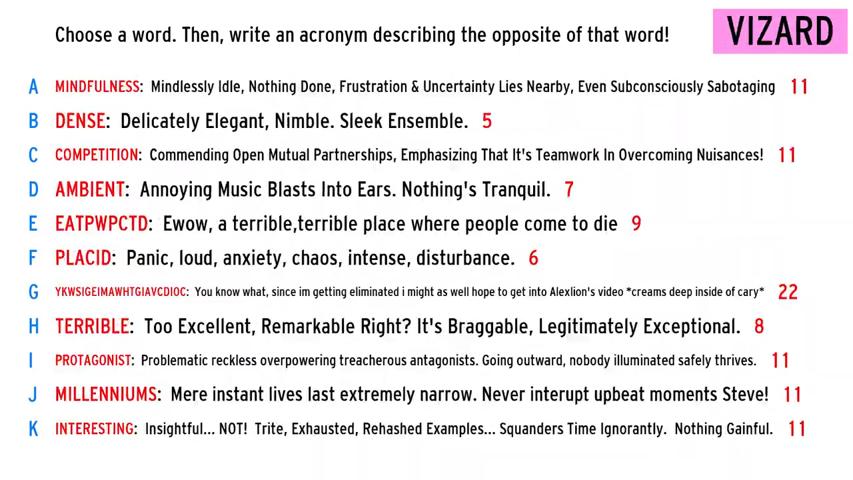 Choose a word. Then, write an acronym describing the opposite of that word!
VIZARD
A MINDFULNESS: Mindlessly Idle, Nothing Done, Frustration & Uncertainty Lies Nearby, Even Subconsciously Sabotaging 11
B DENSE: Delicately Elegant, Nimble. Sleek Ensemble. 5
C COMPETITION: Commending Open Mutual Partnerships, Emphasizing That It's Teamwork In Overcoming Nuisances! 11
D AMBIENT: Annoying Music Blasts Into Ears. Nothing's Tranquil. 7
E EATPWPCTD: Ewow, a terrible,terrible place where people come to die 9
F PLACID: Panic, loud, anxiety, chaos, intense, disturbance. 6
G YKWSIGEIMAWHTGIAVCDIOC: You know what, since im getting eliminated i might as well hope to get into Alexlion's video *creams deep inside of cary* 22
H TERRIBLE: Too Excellent, Remarkable Right? It's Braggable, Legitimately Exceptional. 8
I PROTAGONIST: Problematic reckless overpowering treacherous antagonists. Going outward, nobody illuminated safely thrives. 11
J MILLENNIUMS: Mere instant lives last extremely narrow. Never interupt upbeat moments Steve! 11
K INTERESTING: Insightful... NOT! Trite, Exhausted, Rehashed Examples... Squanders Time Ignorantly. Nothing Gainful. 11